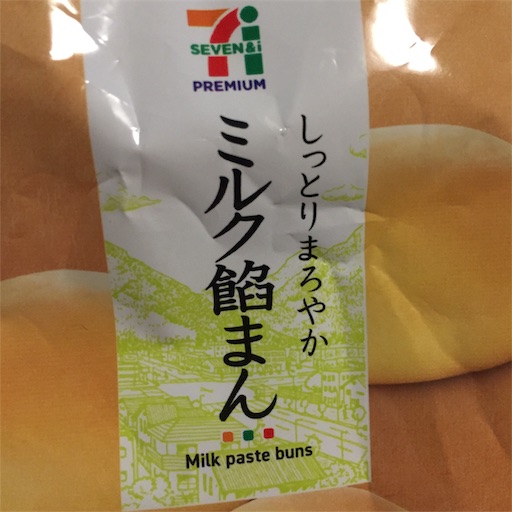 SEVEN&i
PREMIUM
しっとりまろやか
ミルク餡まん
Milk paste buns